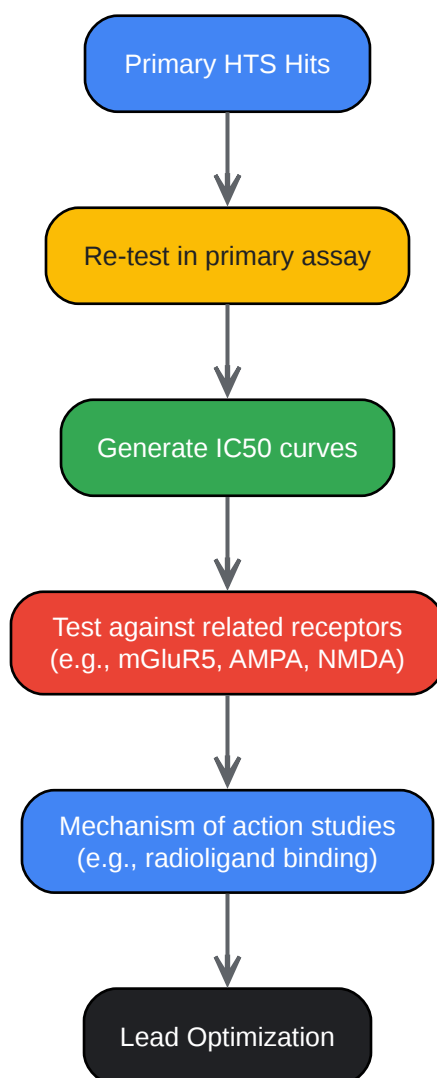 Primary HTS Hits
Re-test in primary assay
Generate IC50 curves
Test against related receptors
(e.g., mGluR5, AMPA, NMDA)
Mechanism of action studies
(e.g., radioligand binding)
Lead Optimization